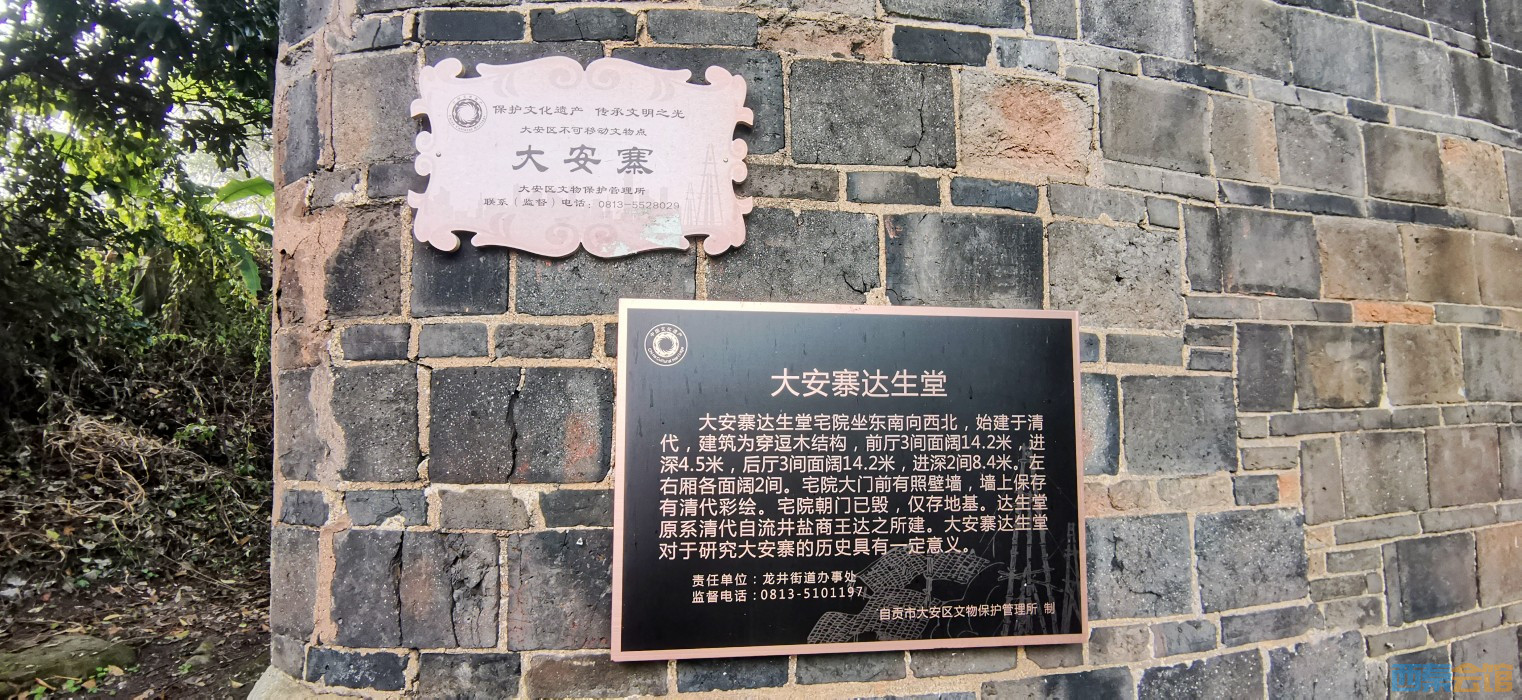 保护文化遗产 传承文明之光
大安区不可移动文物点
大安寨
大安区文物保护管理所
联系（监督）电话：0813-5528029
大安寨达生堂
大安寨达生堂宅院坐东南向西北，始建于清
代，建筑为穿逗木结构，前厅3间面阔14.2米，进
深4.5米，后厅3间面阔14.2米，进深2间8.4米。左
右厢各面阔2间。宅院大门前有照壁墙，墙上保存
有清代彩绘。宅院朝门已毁，仅存地基。达生堂
原系清代自流井盐商王达之所建。大安寨达生堂
对于研究大安寨的历史具有一定意义。
责任单位：龙井街道办事处
监督电话：0813-5101197
自贡市大安区文物保护管理所 制
西秦会馆